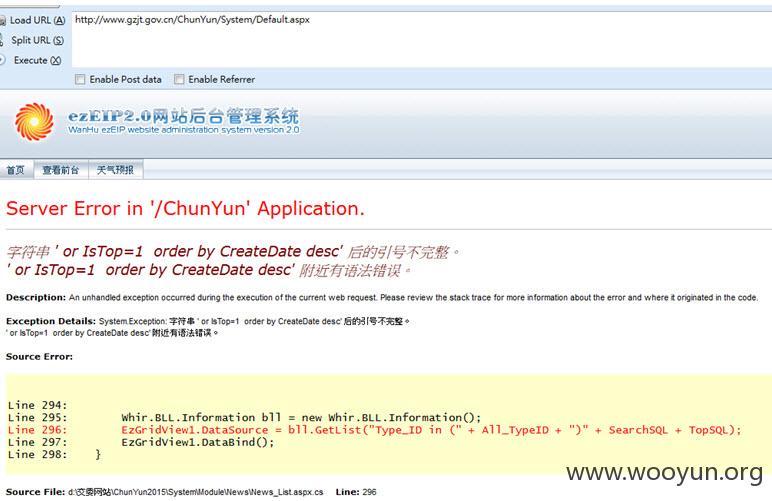 Load URL (A)
http://www.gzjt.gov.cn/ChunYun/System/Default.aspx
Split URL (S)
Execute (X)
Enable Post data Enable Referrer
ezEIP2.0网站后台管理系统
WanHu ezEIP website administration system version 2.0
首页 查看前台 天气预报
Server Error in '/ChunYun' Application.
字符串 ' or IsTop=1 order by CreateDate desc' 后的引号不完整。
' or IsTop=1 order by CreateDate desc' 附近有语法错误。
Description: An unhandled exception occurred during the execution of the current web request. Please review the stack trace for more information about the error and where it originated in the code.
Exception Details: System.Exception: 字符串 ' or IsTop=1 order by CreateDate desc' 后的引号不完整。
' or IsTop=1 order by CreateDate desc' 附近有语法错误。
Source Error:
Line 294:
Line 295: Whir.BLL.Information bll = new Whir.BLL.Information();
Line 296: EzGridView1.DataSource = bll.GetList("Type_ID in (" + All_TypeID + ")" + SearchSQL + TopSQL);
Line 297: EzGridView1.DataBind();
Line 298: }
www.wooyun.org
Source File: d:\交委网站\ChunYun2015\System\Module\News\News_List.aspx.cs Line: 296